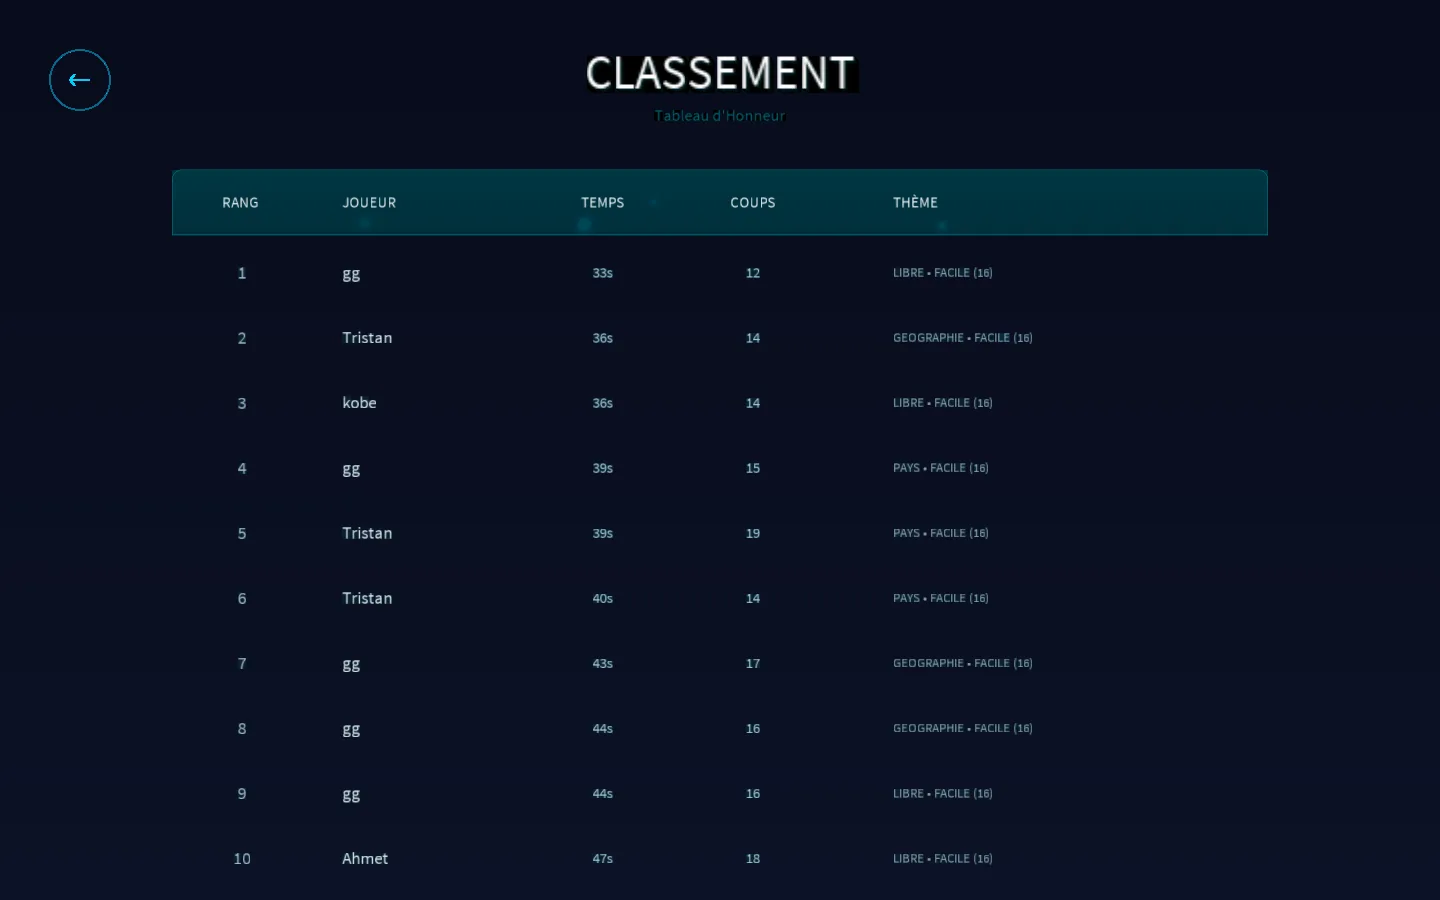 CLASSEMENT
Tableau d'Honneur
RANG JOUEUR TEMPS COUPS THÈME
1 gg 33s 12 LIBRE • FACILE (16)
2 Tristan 36s 14 GEOGRAPHIE • FACILE (16)
3 kobe 36s 14 LIBRE • FACILE (16)
4 gg 39s 15 PAYS • FACILE (16)
5 Tristan 39s 19 PAYS • FACILE (16)
6 Tristan 40s 14 PAYS • FACILE (16)
7 gg 43s 17 GEOGRAPHIE • FACILE (16)
8 gg 44s 16 GEOGRAPHIE • FACILE (16)
9 gg 44s 16 LIBRE • FACILE (16)
10 Ahmet 47s 18 LIBRE • FACILE (16)